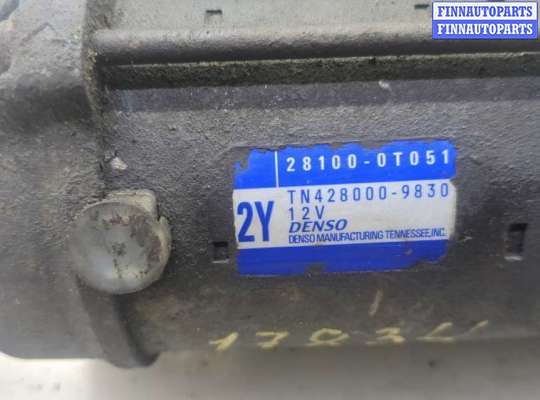 FINNAUTOPARTS
FINNAUTOPARTS
28100-0T051
TN428000-9830
2Y
12V
DENSO
DENSO MANUFACTURING TENNESSEE,INC.